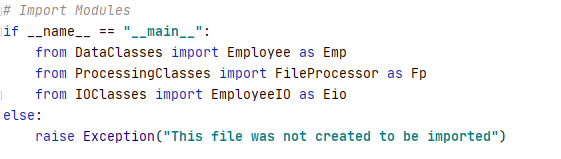 # Import Modules
if __name__ == "__main__":
    from DataClasses import Employee as Emp
    from ProcessingClasses import FileProcessor as Fp
    from IOClasses import EmployeeIO as Eio
else:
    raise Exception("This file was not created to be imported")